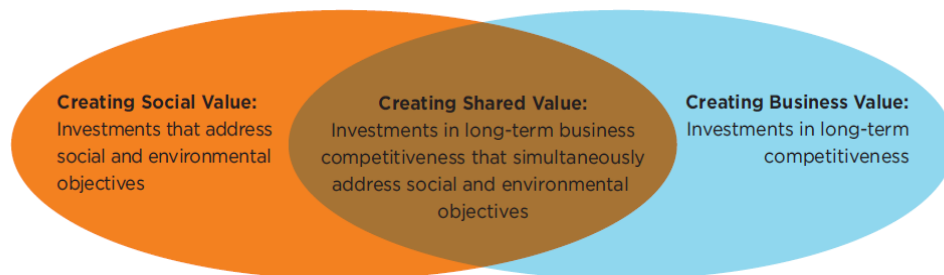 Creating Social Value:
Investments that address
social and environmental
objectives
Creating Shared Value:
Investments in long-term business
competitiveness that simultaneously
address social and environmental
objectives
Creating Business Value:
Investments in long-term
competitiveness